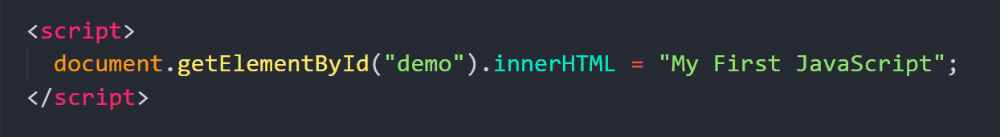 <script>
document.getElementById("demo").innerHTML = "My First JavaScript";
</script>